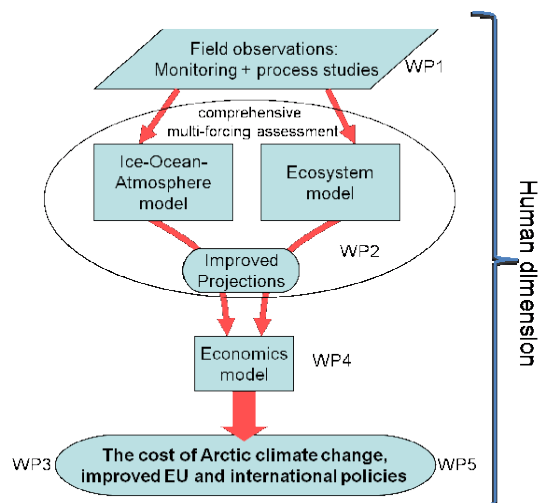 Field observations:
Monitoring + process studies
WP1
comprehensive
multi-forcing assessment
Ice-Ocean-
Atmosphere
model
Ecosystem
model
WP2
Improved
Projections
Economics
model
WP4
WP3
The cost of Arctic climate change,
improved EU and international policies
WP5
Human dimension